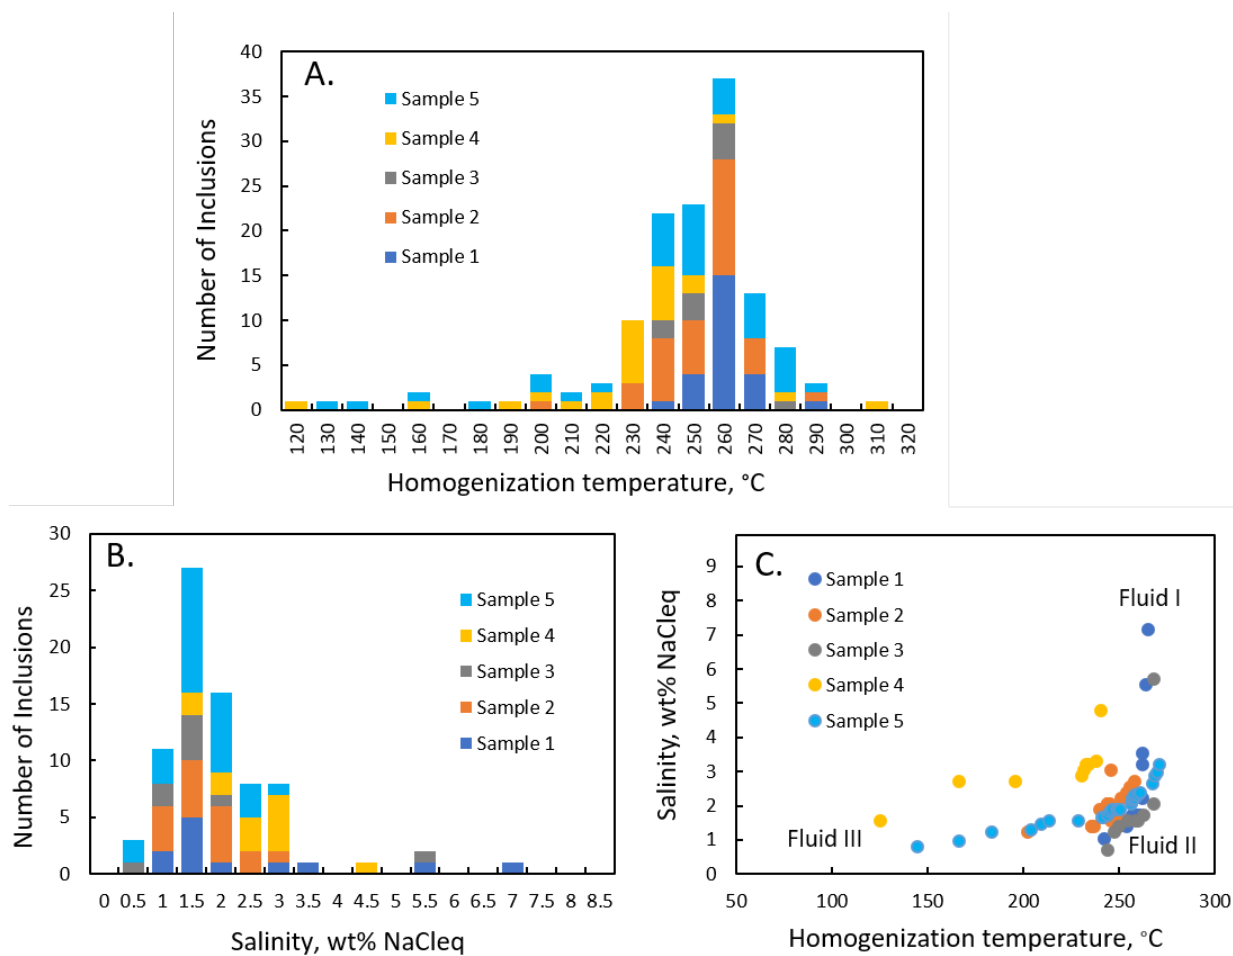 A.
40
35
30
25
20
15
10
5
0
Number of Inclusions
Sample 5
Sample 4
Sample 3
Sample 2
Sample 1
120 130 140 150 160 170 180 190 200 210 220 230 240 250 260 270 280 290 300 310 320
Homogenization temperature, °C
B.
30
25
20
15
10
5
0
Number of Inclusions
Sample 5
Sample 4
Sample 3
Sample 2
Sample 1
0 0.5 1 1.5 2 2.5 3 3.5 4 4.5 5 5.5 6 6.5 7 7.5 8 8.5
Salinity, wt% NaCleq
C.
9
8
7
6
5
4
3
2
1
0
Salinity, wt% NaCleq
Sample 1
Sample 2
Sample 3
Sample 4
Sample 5
Fluid I
Fluid III
Fluid II
50 100 150 200 250 300
Homogenization temperature, °C